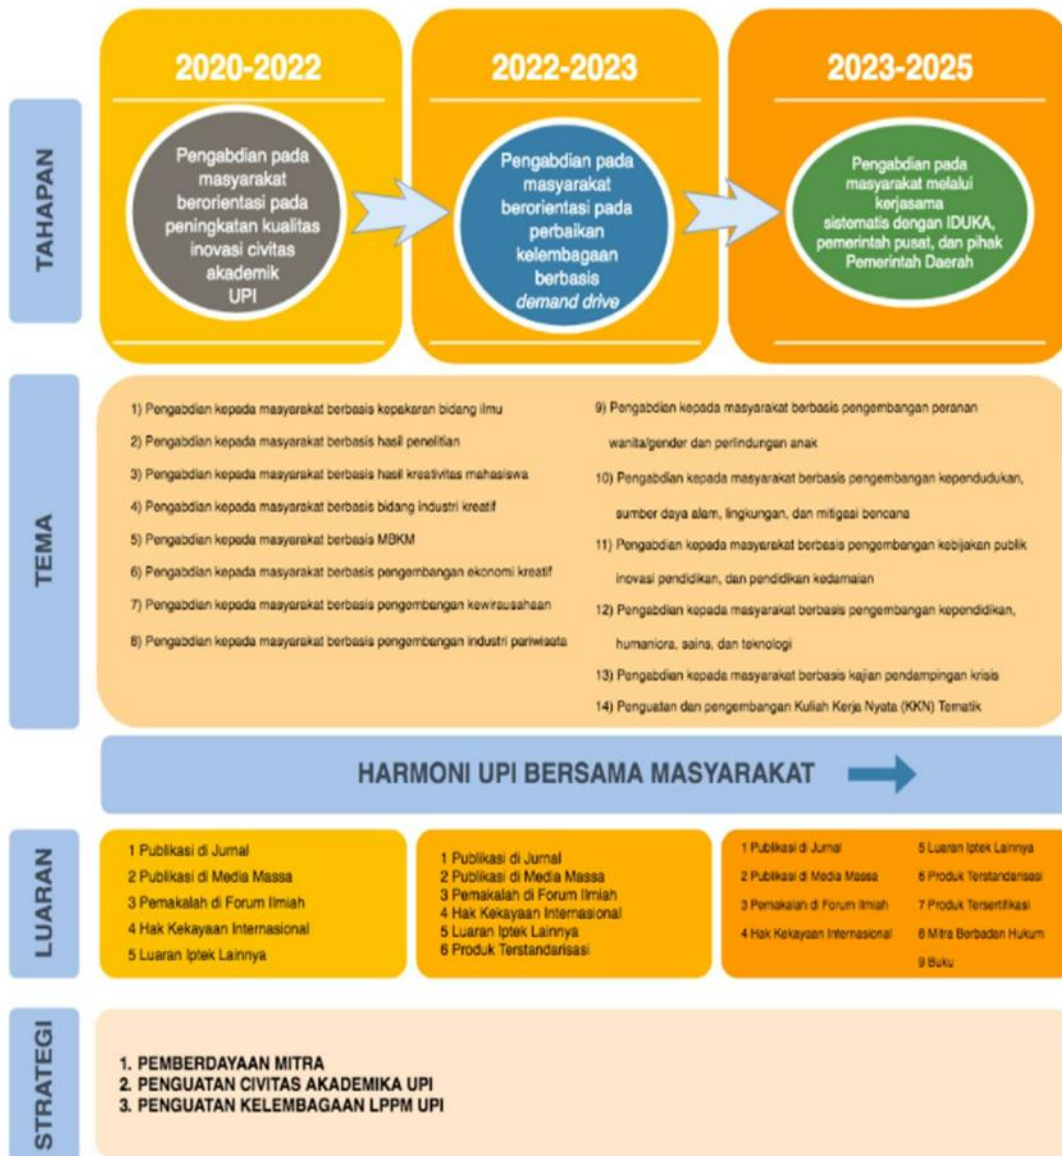 TAHAPAN
2020-2022
Pengabdian pada
masyarakat
berorientasi pada
peningkatan kualitas
inovasi civitas
akademik
UPI
2022-2023
Pengabdian pada
masyarakat
berorientasi pada
perbaikan
kelembagaan
berbasis
demand drive
2023-2025
Pengabdian pada
masyarakat melalui
kerjasama
sistematis dengan IDUKA,
pemerintah pusat, dan pihak
Pemerintah Daerah
TEMA
1) Pengabdian kepada masyarakat berbasis kepakaran bidang ilmu
2) Pengabdian kepada masyarakat berbasis hasil penelitian
3) Pengabdian kepada masyarakat berbasis hasil kreativitas mahasiswa
4) Pengabdian kepada masyarakat berbasis bidang industri kreatif
5) Pengabdian kepada masyarakat berbasis MBKM
6) Pengabdian kepada masyarakat berbasis pengembangan ekonomi kreatif
7) Pengabdian kepada masyarakat berbasis pengembangan kewirausahaan
8) Pengabdian kepada masyarakat berbasis pengembangan industri pariwisata
9) Pengabdian kepada masyarakat berbasis pengembangan peranan
wanita/gender dan perlindungan anak
10) Pengabdian kepada masyarakat berbasis pengembangan kependudukan,
sumber daya alam, lingkungan, dan mitigasi bencana
11) Pengabdian kepada masyarakat berbasis pengembangan kebijakan publik
inovasi pendidikan, dan pendidikan kedamaian
12) Pengabdian kepada masyarakat berbasis pengembangan kependidikan,
humaniora, sains, dan teknologi
13) Pengabdian kepada masyarakat berbasis kajian pendampingan krisis
14) Penguatan dan pengembangan Kuliah Kerja Nyata (KKN) Tematik
HARMONI UPI BERSAMA MASYARAKAT
LUARAN
1 Publikasi di Jurnal
2 Publikasi di Media Massa
3 Pemakalah di Forum Ilmiah
4 Hak Kekayaan Internasional
5 Luaran Iptek Lainnya
1 Publikasi di Jurnal
2 Publikasi di Media Massa
3 Pemakalah di Forum Ilmiah
4 Hak Kekayaan Internasional
5 Luaran Iptek Lainnya
6 Produk Terstandarisasi
1 Publikasi di Jurnal
2 Publikasi di Media Massa
3 Pemakalah di Forum Ilmiah
4 Hak Kekayaan Internasional
5 Luaran Iptek Lainnya
6 Produk Terstandarisasi
7 Produk Tersertifikasi
8 Mitra Berbadan Hukum
9 Buku
STRATEGI
1. PEMBERDAYAAN MITRA
2. PENGUATAN CIVITAS AKADEMIKA UPI
3. PENGUATAN KELEMBAGAAN LPPM UPI